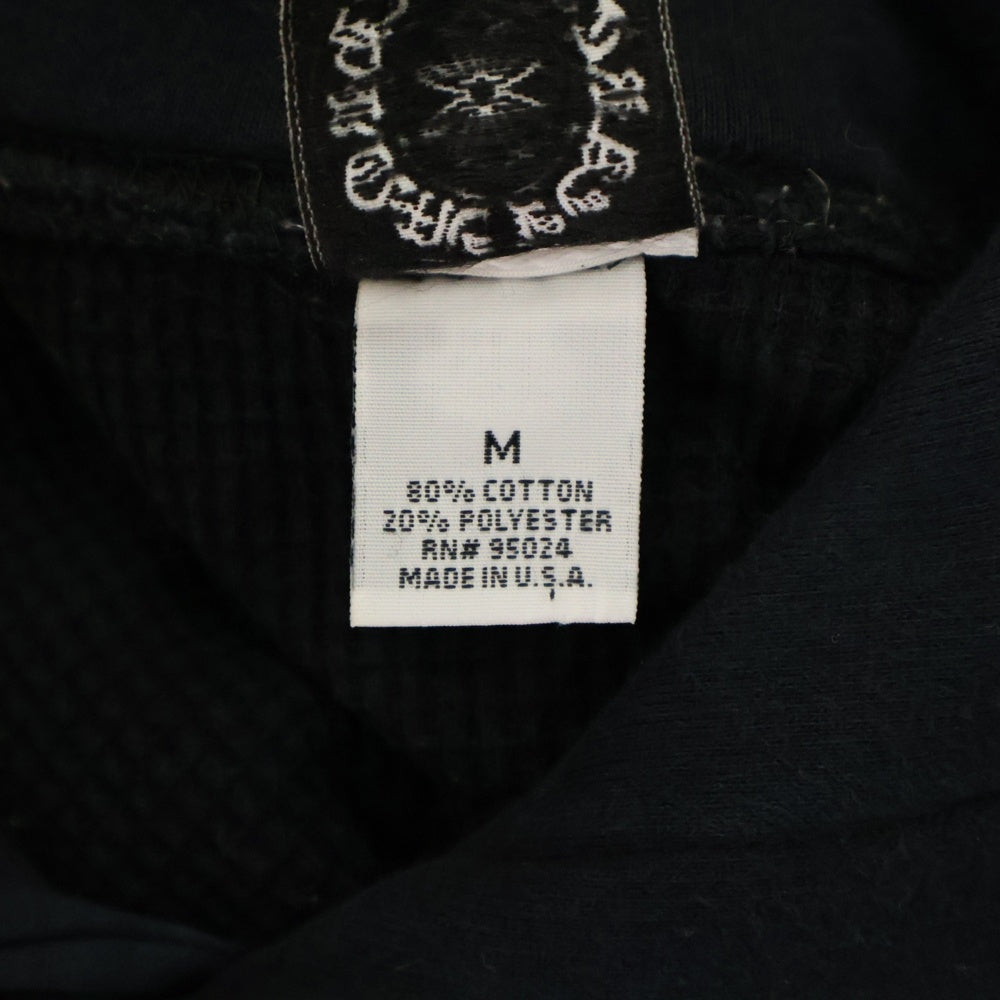 M
80% COTTON
20% POLYESTER
RN# 95024
MADE IN U.S.A.